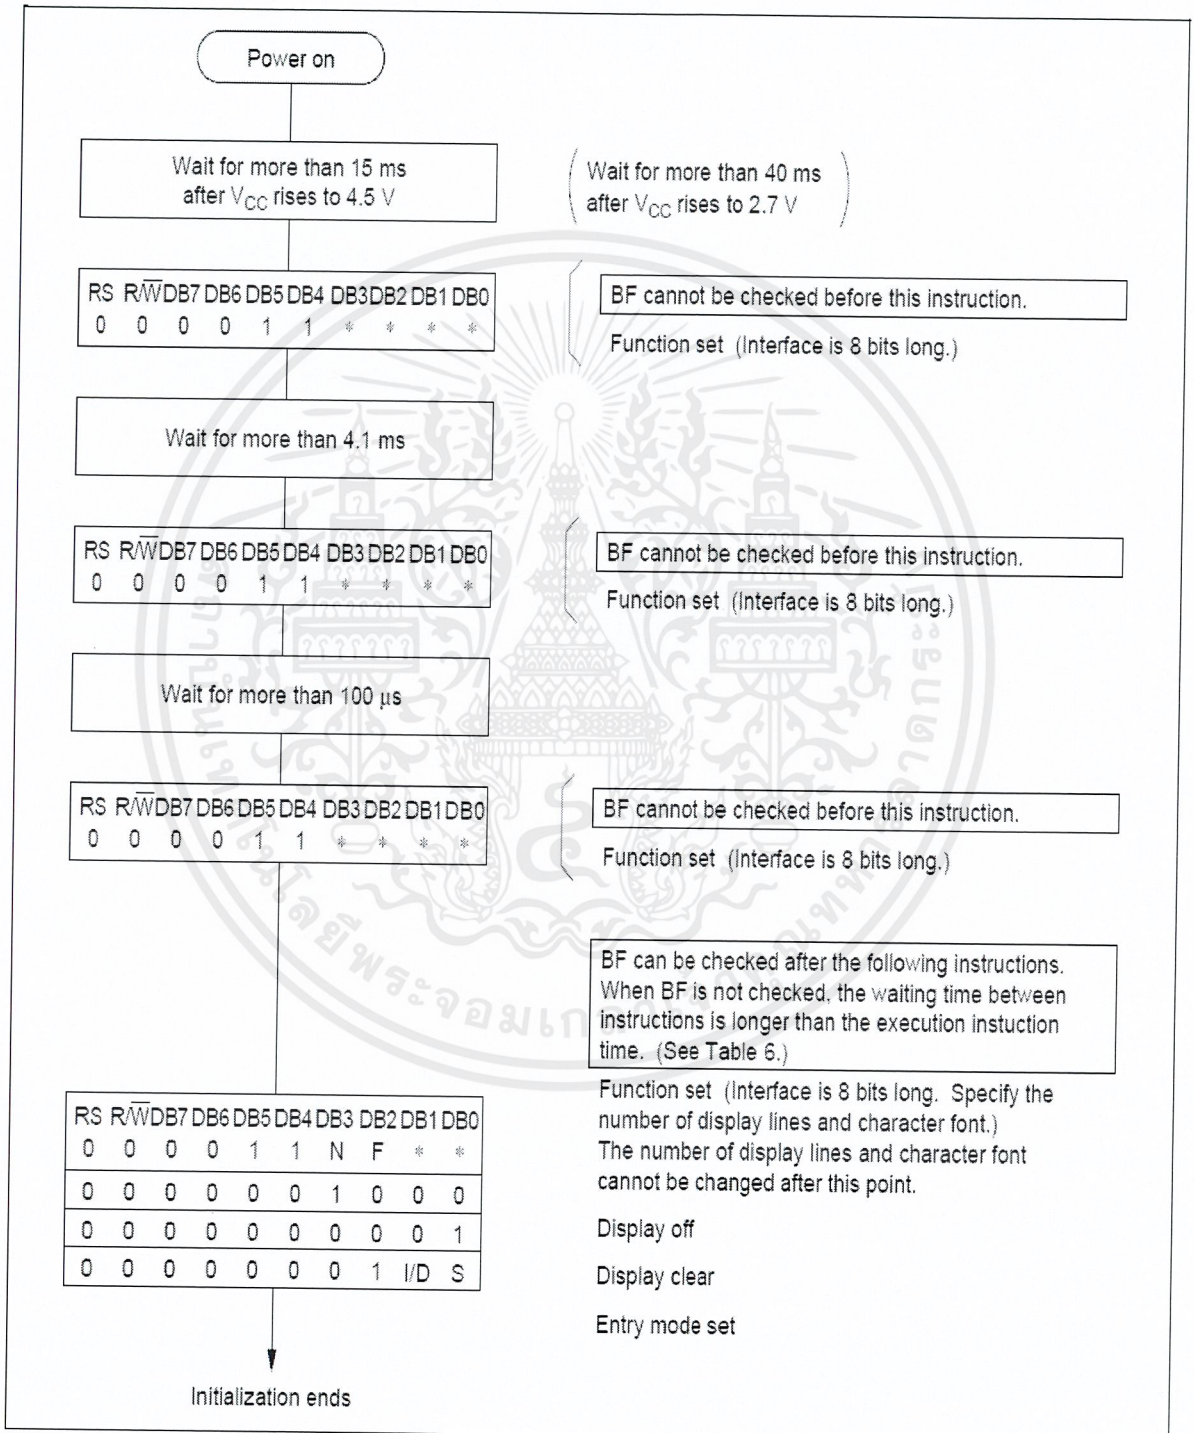 Power on
Wait for more than 15 ms
after VCC rises to 4.5 V
Wait for more than 40 ms
after VCC rises to 2.7 V
RS R/W DB7 DB6 DB5 DB4 DB3 DB2 DB1 DB0
0 0 0 0 1 1 * * * *
BF cannot be checked before this instruction.
Function set (Interface is 8 bits long.)
Wait for more than 4.1 ms
RS R/W DB7 DB6 DB5 DB4 DB3 DB2 DB1 DB0
0 0 0 0 1 1 * * * *
BF cannot be checked before this instruction.
Function set (Interface is 8 bits long.)
Wait for more than 100 µs
RS R/W DB7 DB6 DB5 DB4 DB3 DB2 DB1 DB0
0 0 0 0 1 1 * * * *
BF cannot be checked before this instruction.
Function set (Interface is 8 bits long.)
BF can be checked after the following instructions.
When BF is not checked, the waiting time between
instructions is longer than the execution instuction
time. (See Table 6.)
RS R/W DB7 DB6 DB5 DB4 DB3 DB2 DB1 DB0
0 0 0 0 1 1 N F * *
0 0 0 0 0 0 1 0 0 0
0 0 0 0 0 0 0 0 0 1
0 0 0 0 0 0 0 1 I/D S
Function set (Interface is 8 bits long. Specify the
number of display lines and character font.)
The number of display lines and character font
cannot be changed after this point.
Display off
Display clear
Entry mode set
Initialization ends